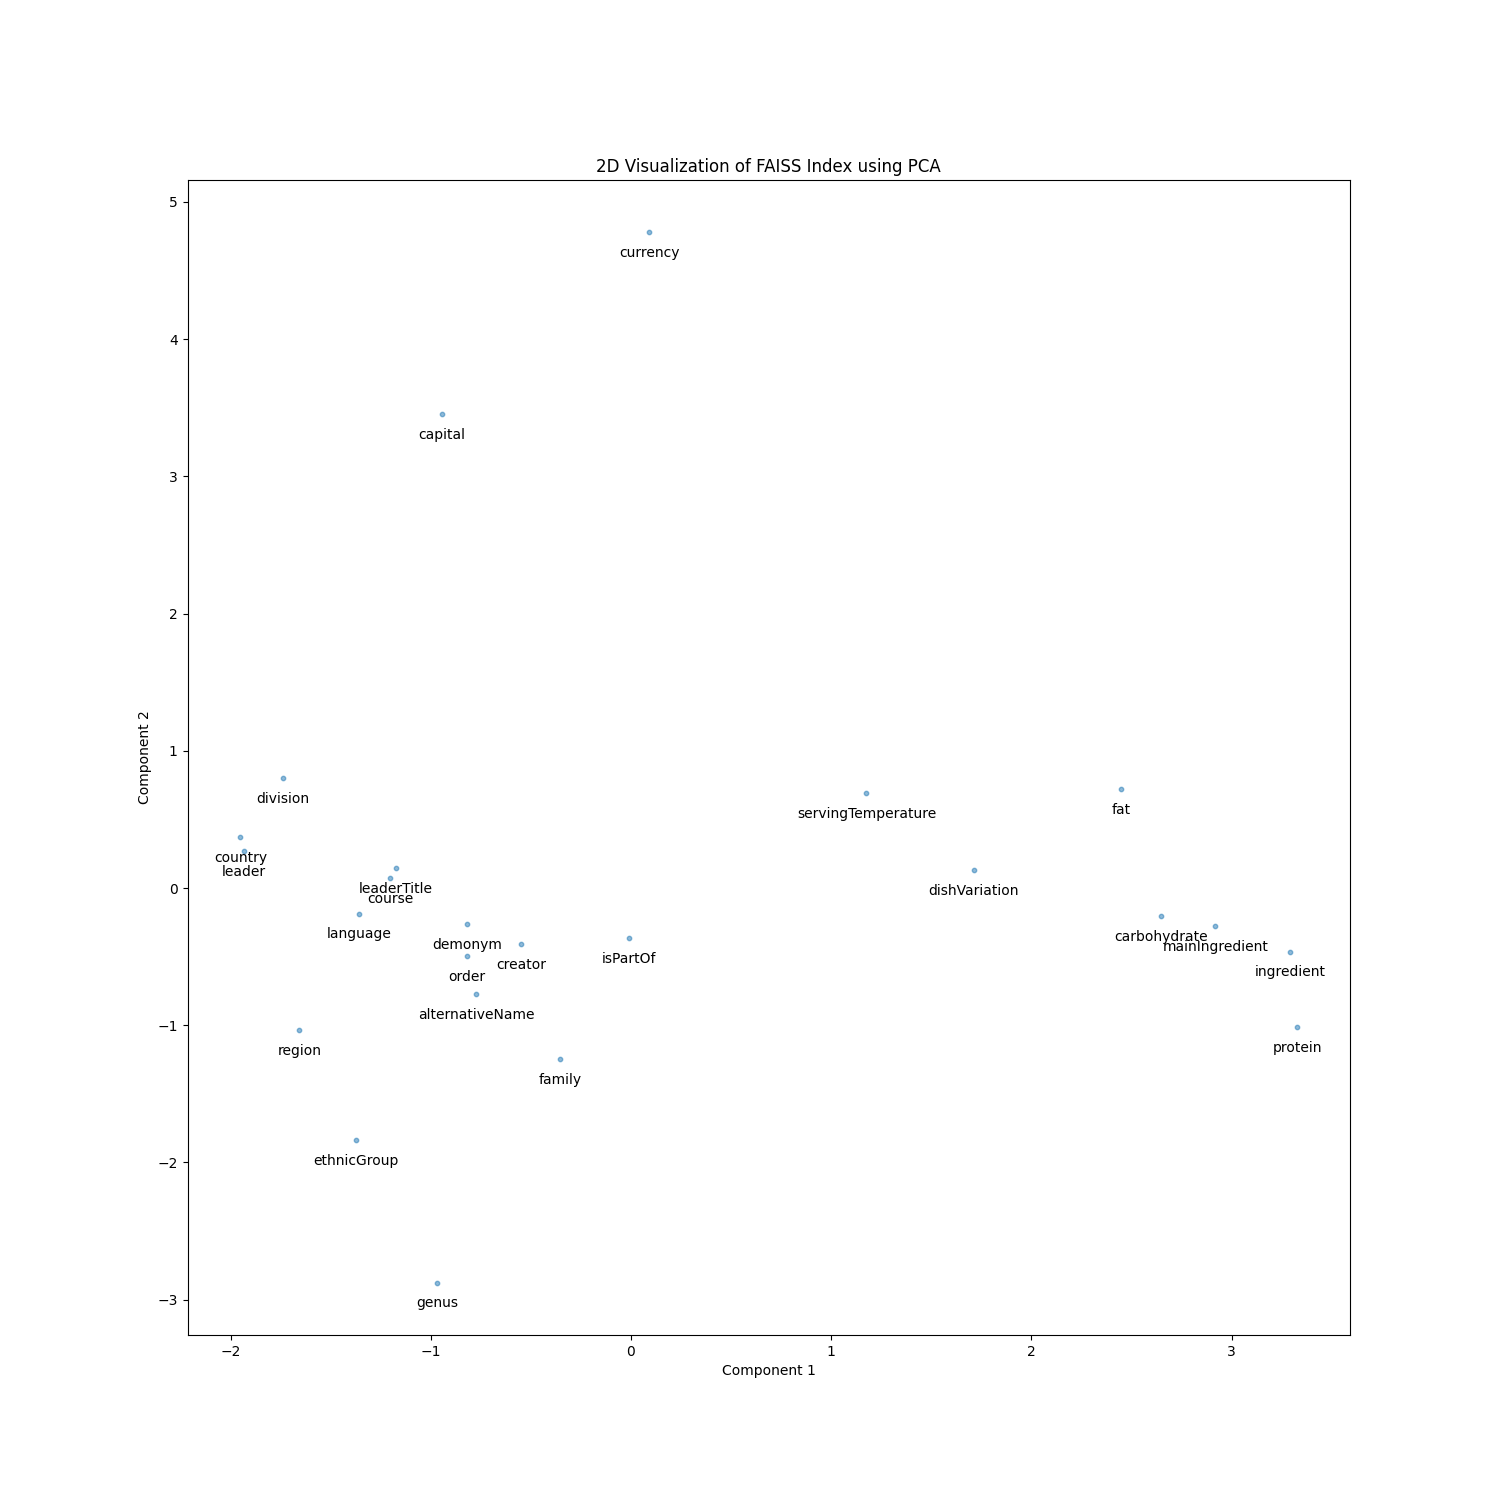 2D Visualization of FAISS Index using PCA
5
currency
4
capital
3
2
Component 2
1
division
servingTemperature
fat
country
leader
0
leaderTitle
course
dishVariation
language
demonym
creator
isPartOf
carbohydrate
mainIngredient
order
ingredient
alternativeName
−1
region
protein
family
−2
ethnicGroup
−3
genus
−2
−1
0
1
2
3
Component 1